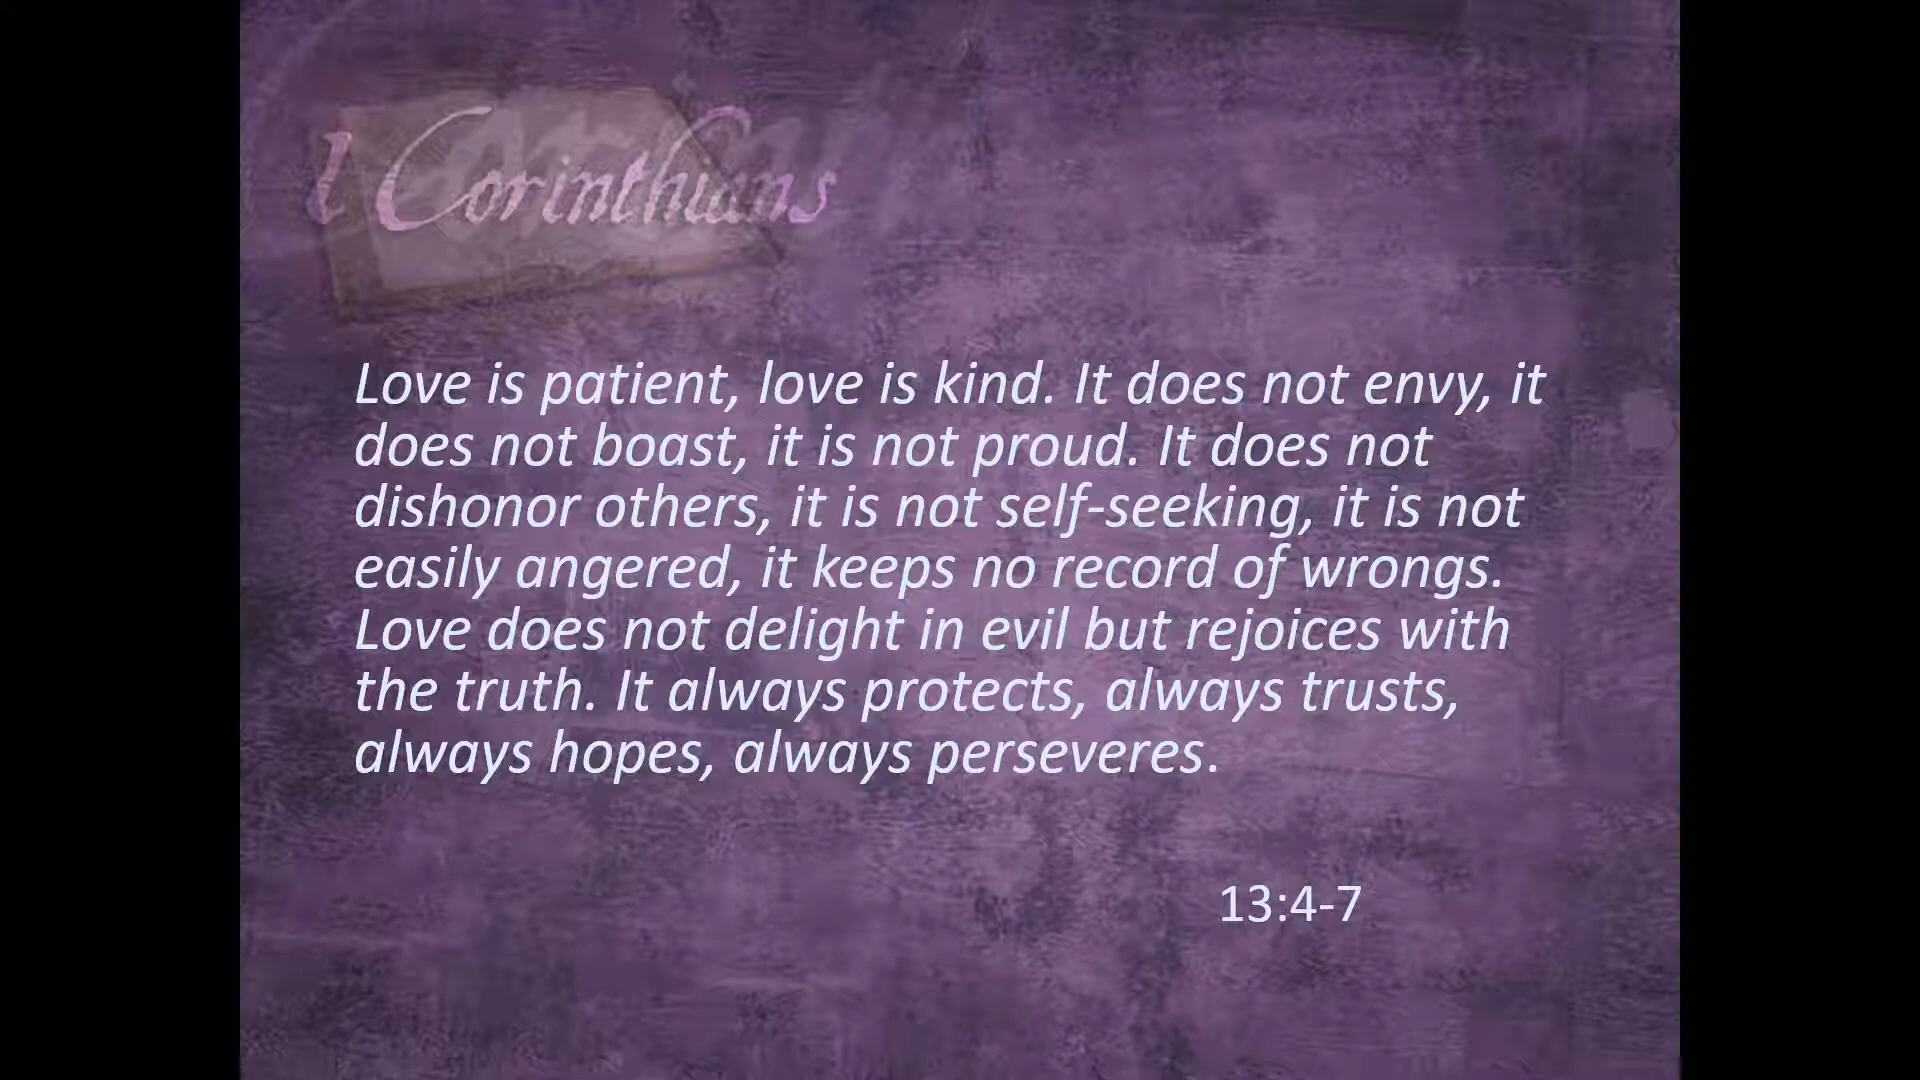 1 Corinthians
Love is patient, love is kind. It does not envy, it
does not boast, it is not proud. It does not
dishonor others, it is not self-seeking, it is not
easily angered, it keeps no record of wrongs.
Love does not delight in evil but rejoices with
the truth. It always protects, always trusts,
always hopes, always perseveres.
13:4-7